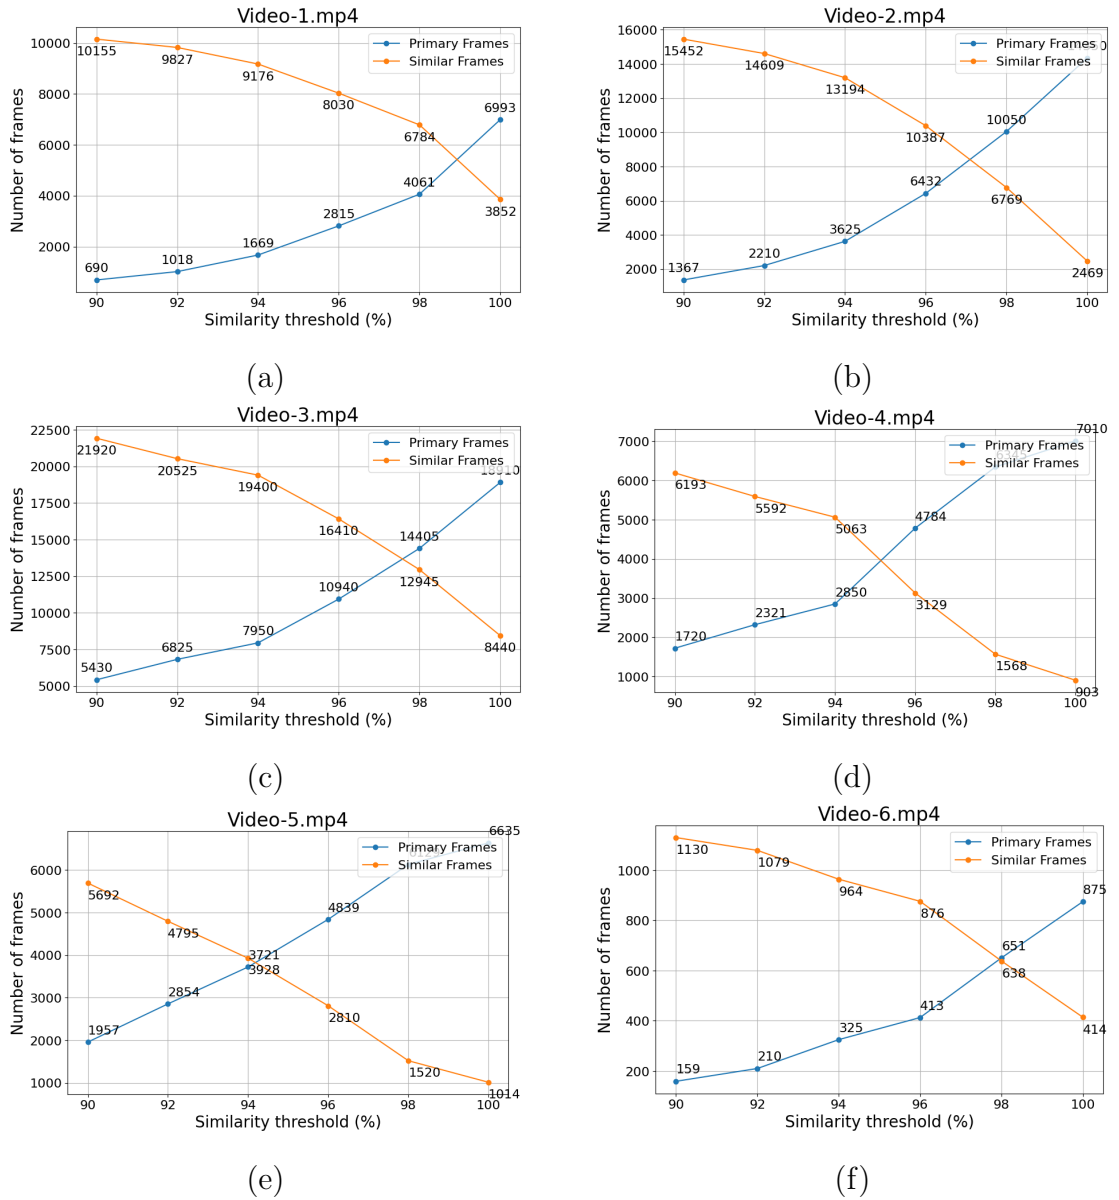 Video-1.mp4
Number of frames
10000
8000
6000
4000
2000
10155
9827
9176
8030
6784
3852
690
1018
1669
2815
4061
6993
Primary Frames
Similar Frames
90 92 94 96 98 100
Similarity threshold (%)
(a)
Video-2.mp4
Number of frames
16000
14000
12000
10000
8000
6000
4000
2000
15452
14609
13194
10387
6769
2469
1367
2210
3625
6432
10050
Primary Frames
Similar Frames
90 92 94 96 98 100
Similarity threshold (%)
(b)
Video-3.mp4
Number of frames
22500
20000
17500
15000
12500
10000
7500
5000
21920
20525
19400
16410
12945
8440
5430
6825
7950
10940
14405
18910
Primary Frames
Similar Frames
90 92 94 96 98 100
Similarity threshold (%)
(c)
Video-4.mp4
Number of frames
7000
6000
5000
4000
3000
2000
1000
6193
5592
5063
3129
1568
903
1720
2321
2850
4784
6345
7010
Primary Frames
Similar Frames
90 92 94 96 98 100
Similarity threshold (%)
(d)
Video-5.mp4
Number of frames
6000
5000
4000
3000
2000
1000
5692
4795
3928
2810
1520
1014
1957
2854
3721
4839
6635
Primary Frames
Similar Frames
90 92 94 96 98 100
Similarity threshold (%)
(e)
Video-6.mp4
Number of frames
1000
800
600
400
200
1130
1079
964
876
638
414
159
210
325
413
651
875
Primary Frames
Similar Frames
90 92 94 96 98 100
Similarity threshold (%)
(f)